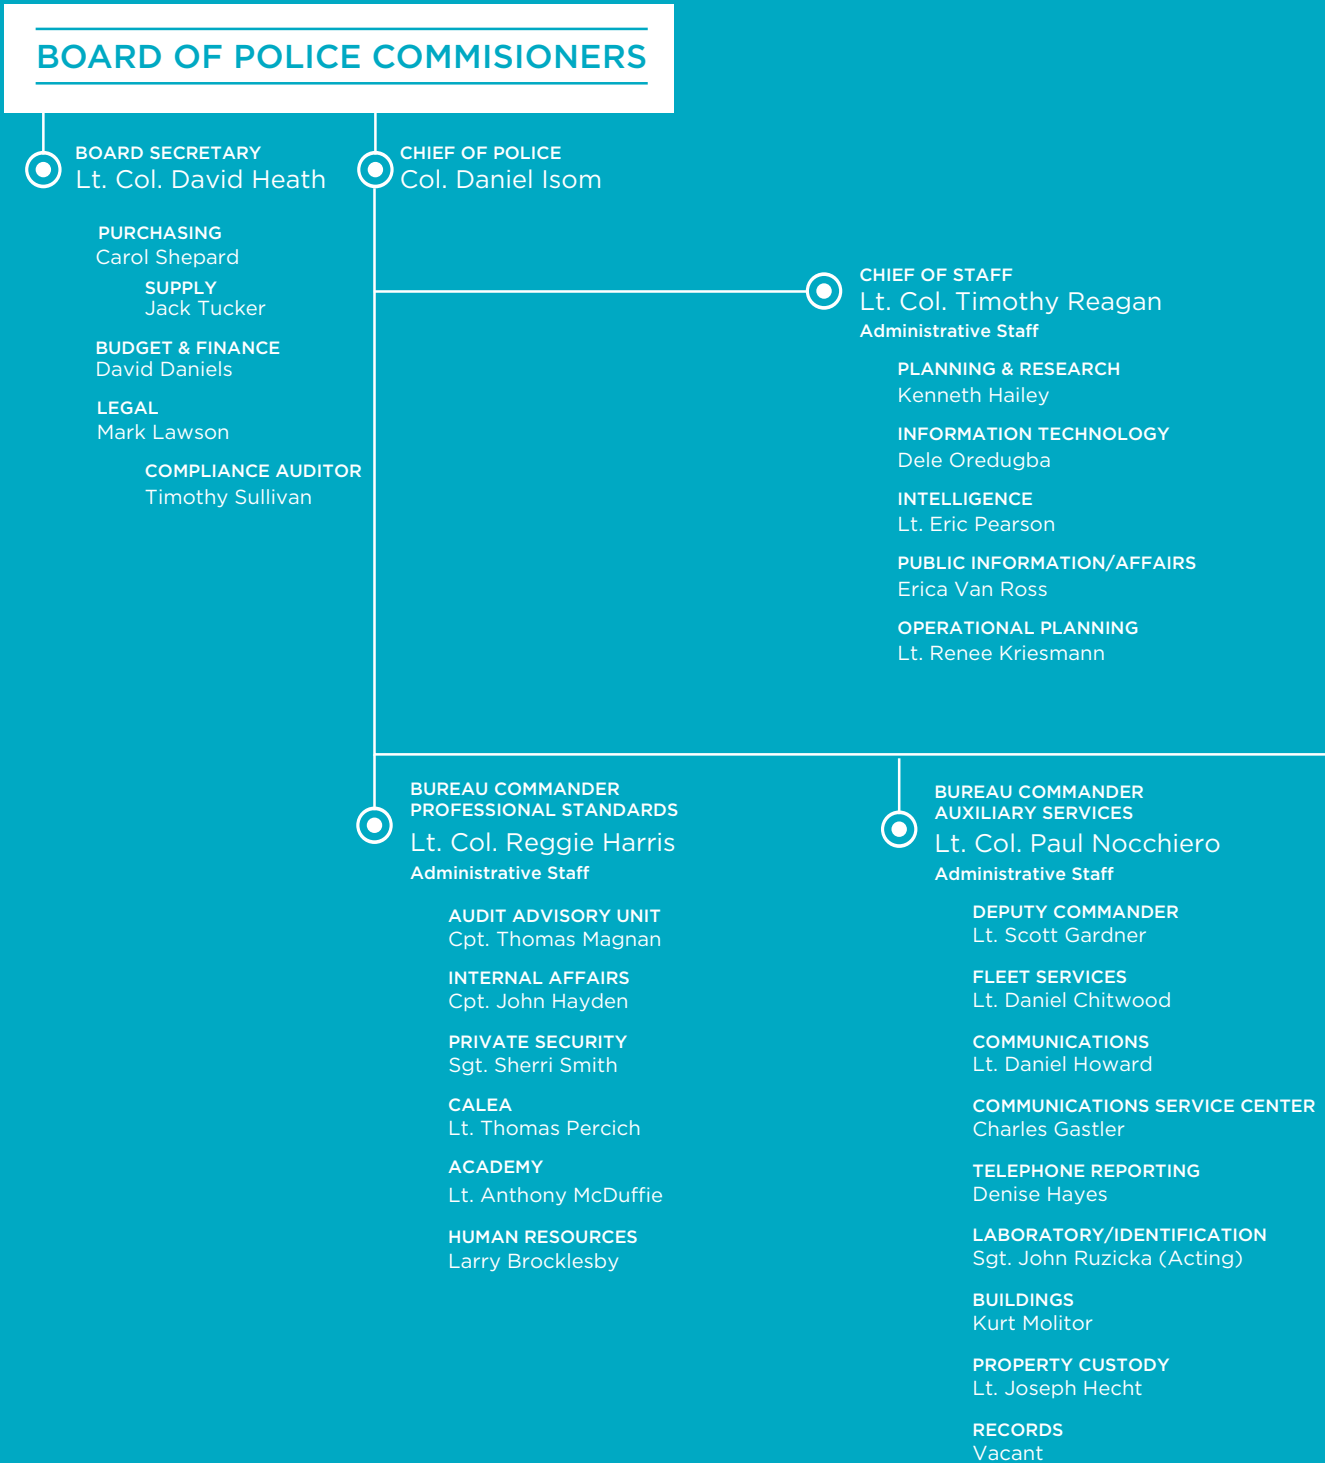 BOARD OF POLICE COMMISIONERS
BOARD SECRETARY
Lt. Col. David Heath
PURCHASING
Carol Shepard
SUPPLY
Jack Tucker
BUDGET & FINANCE
David Daniels
LEGAL
Mark Lawson
COMPLIANCE AUDITOR
Timothy Sullivan
CHIEF OF POLICE
Col. Daniel Isom
CHIEF OF STAFF
Lt. Col. Timothy Reagan
Administrative Staff
PLANNING & RESEARCH
Kenneth Hailey
INFORMATION TECHNOLOGY
Dele Oredugba
INTELLIGENCE
Lt. Eric Pearson
PUBLIC INFORMATION/AFFAIRS
Erica Van Ross
OPERATIONAL PLANNING
Lt. Renee Kriesmann
BUREAU COMMANDER
PROFESSIONAL STANDARDS
Lt. Col. Reggie Harris
Administrative Staff
AUDIT ADVISORY UNIT
Cpt. Thomas Magnan
INTERNAL AFFAIRS
Cpt. John Hayden
PRIVATE SECURITY
Sgt. Sherri Smith
CALEA
Lt. Thomas Percich
ACADEMY
Lt. Anthony McDuffie
HUMAN RESOURCES
Larry Brocklesby
BUREAU COMMANDER
AUXILIARY SERVICES
Lt. Col. Paul Nocchiero
Administrative Staff
DEPUTY COMMANDER
Lt. Scott Gardner
FLEET SERVICES
Lt. Daniel Chitwood
COMMUNICATIONS
Lt. Daniel Howard
COMMUNICATIONS SERVICE CENTER
Charles Gastler
TELEPHONE REPORTING
Denise Hayes
LABORATORY/IDENTIFICATION
Sgt. John Ruzicka (Acting)
BUILDINGS
Kurt Molitor
PROPERTY CUSTODY
Lt. Joseph Hecht
RECORDS
Vacant